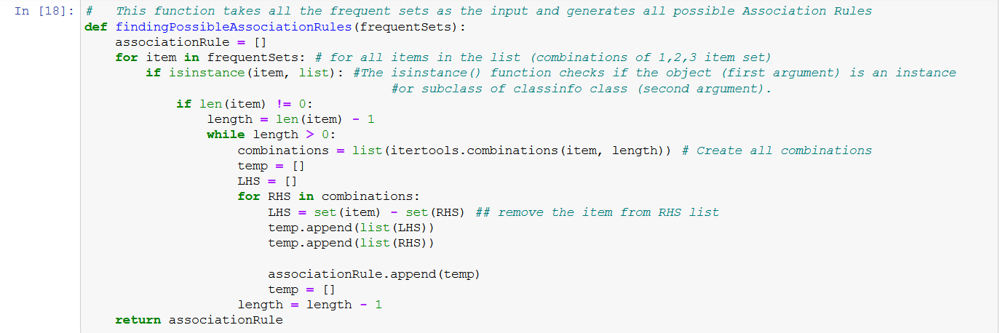 In [18]: #   This function takes all the frequent sets as the input and generates all possible Association Rules
def findingPossibleAssociationRules(frequentSets):
    associationRule = []
    for item in frequentSets: # for all items in the list (combinations of 1,2,3 item set)
        if isinstance(item, list): #The isinstance() function checks if the object (first argument) is an instance
                                        #or subclass of classinfo class (second argument).
            if len(item) != 0:
                length = len(item) - 1
                while length > 0:
                    combinations = list(itertools.combinations(item, length)) # Create all combinations
                    temp = []
                    LHS = []
                    for RHS in combinations:
                        LHS = set(item) - set(RHS) ## remove the item from RHS list
                        temp.append(list(LHS))
                        temp.append(list(RHS))

                        associationRule.append(temp)
                        temp = []
                    length = length - 1
    return associationRule